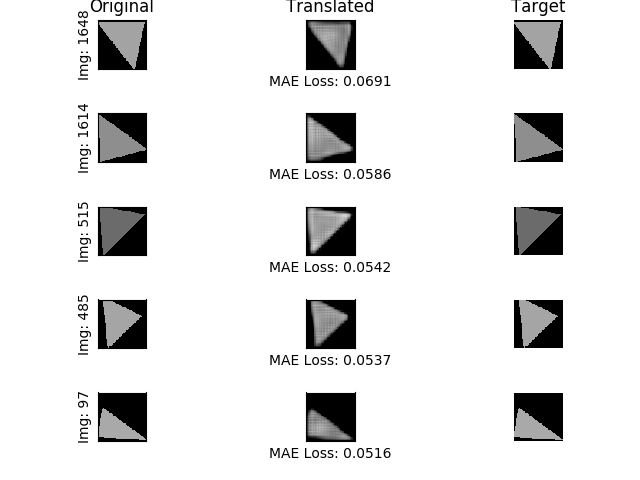 Original Translated Target
Img: 1648
MAE Loss: 0.0691
Img: 1614
MAE Loss: 0.0586
Img: 515
MAE Loss: 0.0542
Img: 485
MAE Loss: 0.0537
Img: 97
MAE Loss: 0.0516